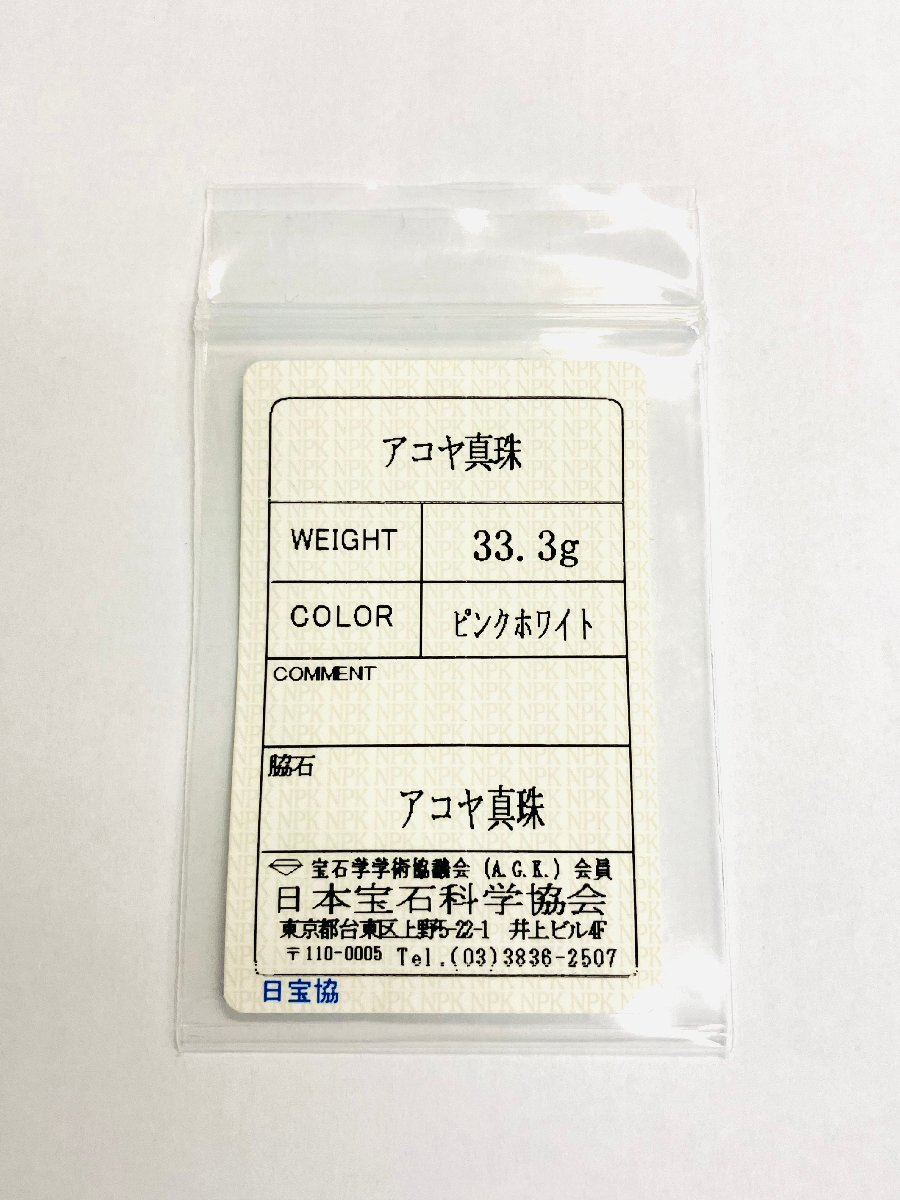 アコヤ真珠
WEIGHT 33.3g
COLOR ピンクホワイト
COMMENT
脇石
アコヤ真珠
宝石学学術協議会 (A.G.K.) 会員
日本宝石科学協会
東京都台東区上野5-22-1 井上ビル4F
〒110-0005 Tel.(03)3836-2507
日宝協